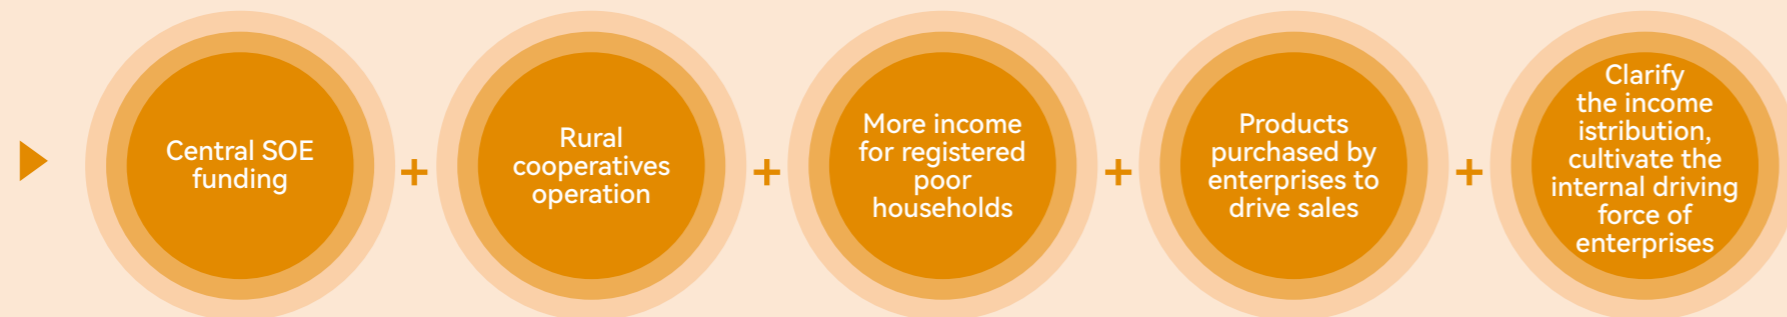 Central SOE
funding
+
Rural
cooperatives
operation
+
More income
for registered
poor
households
+
Products
purchased by
enterprises to
drive sales
+
Clarify
the income
istribution,
cultivate the
internal driving
force of
enterprises